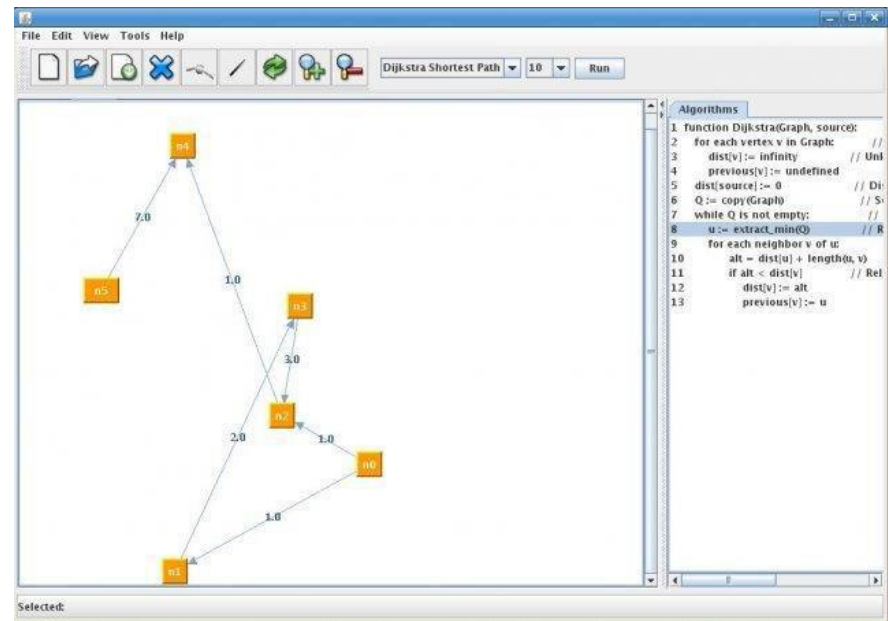 File Edit View Tools Help
Dijkstra Shortest Path 10 Run
n4
7.0
n5
1.0
n3
3.0
n2
2.0
1.0
n0
1.0
n1
Algorithms
1 function Dijkstra(Graph, source):
2 for each vertex v in Graph: //
3 dist[v] := infinity // Unl
4 previous[v] := undefined
5 dist[source] := 0 // Di
6 Q := copy(Graph) // S
7 while Q is not empty: //
8 u := extract_min(Q) // R
9 for each neighbor v of u:
10 alt = dist[u] + length(u, v)
11 if alt < dist[v] // Rel
12 dist[v] := alt
13 previous[v] := u
Selected: